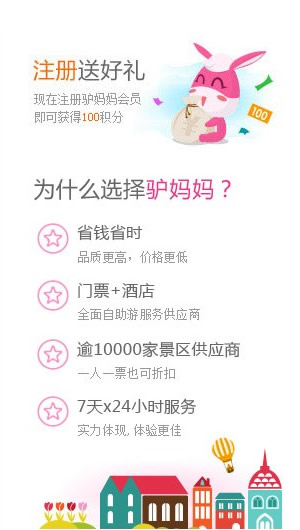 注册送好礼
现在注册驴妈妈会员
即可获得100积分
100
为什么选择驴妈妈？
省钱省时
品质更高，价格更低
门票+酒店
全面自助游服务供应商
逾10000家景区供应商
一人一票也可折扣
7天x24小时服务
实力体现, 体验更佳